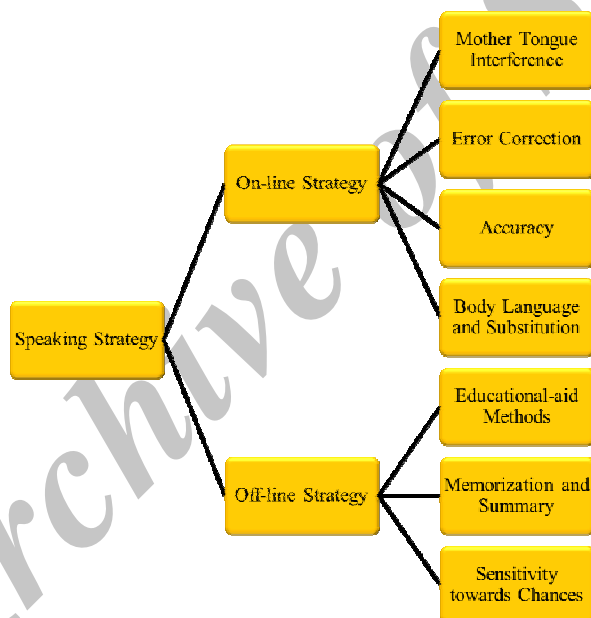 Mother Tongue
Interference
Error Correction
On-line Strategy
Accuracy
Body Language
and Substitution
Speaking Strategy
Educational-aid
Methods
Memorization and
Summary
Off-line Strategy
Sensitivity
towards Chances